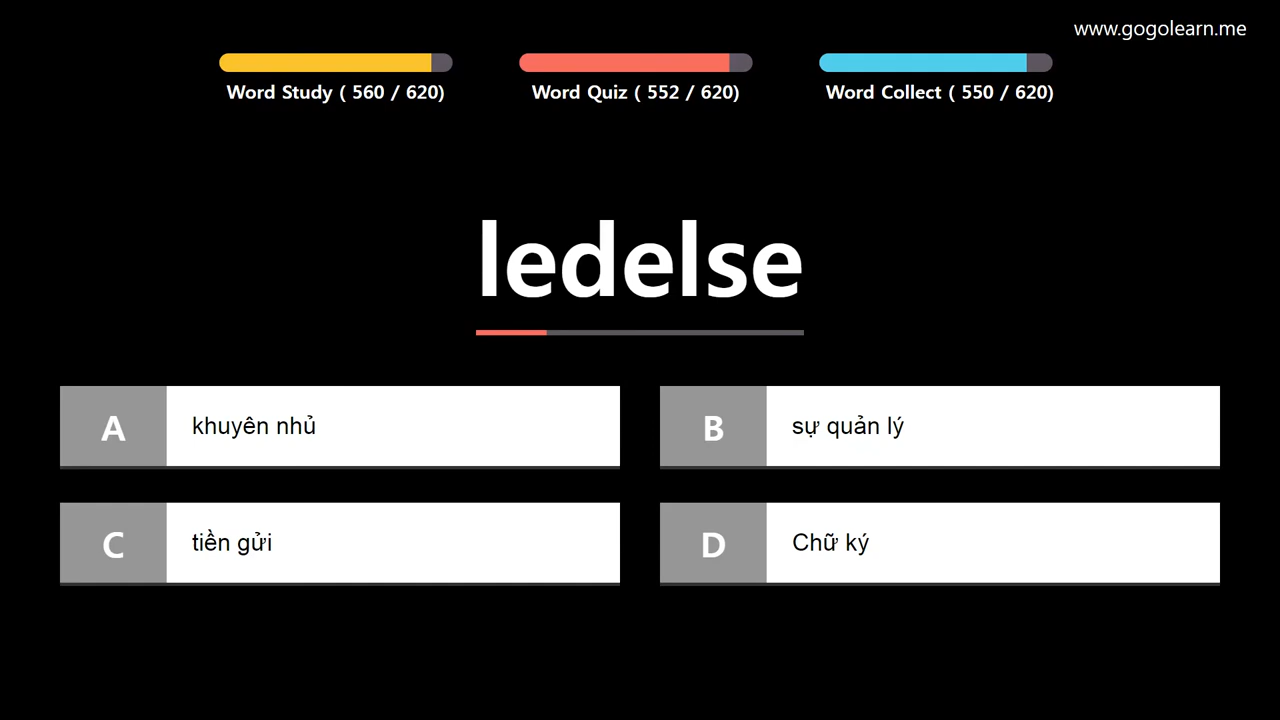 www.gogolearn.me
Word Study ( 560 / 620)
Word Quiz ( 552 / 620)
Word Collect ( 550 / 620)
ledelse
A
khuyên nhủ
B
sự quản lý
C
tiền gửi
D
Chữ ký